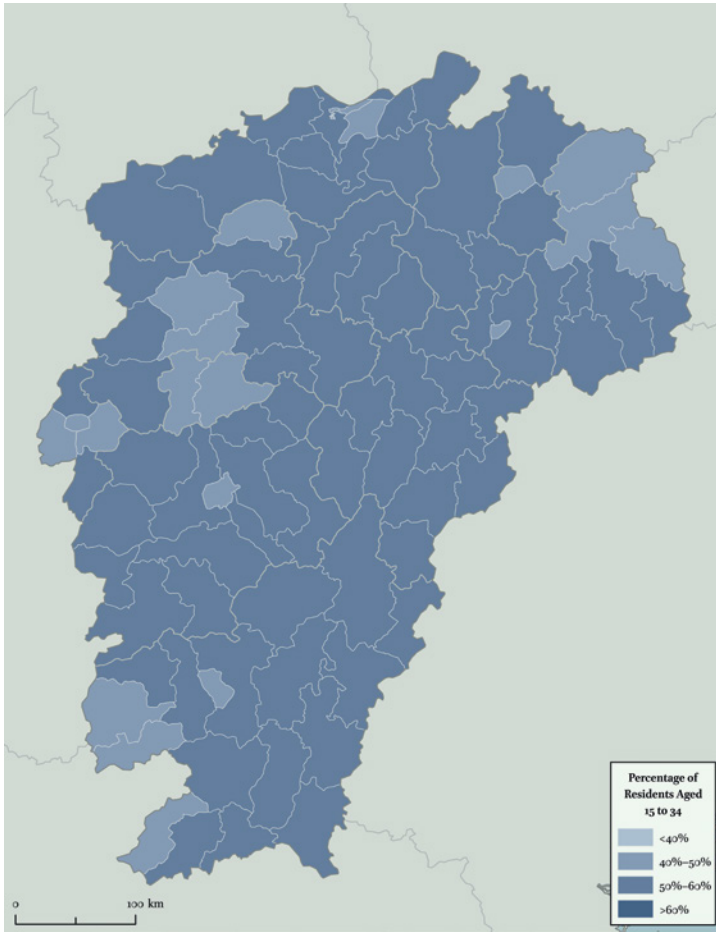 Percentage of
Residents Aged
15 to 34
<40%
40%–50%
50%–60%
>60%
0 100 km